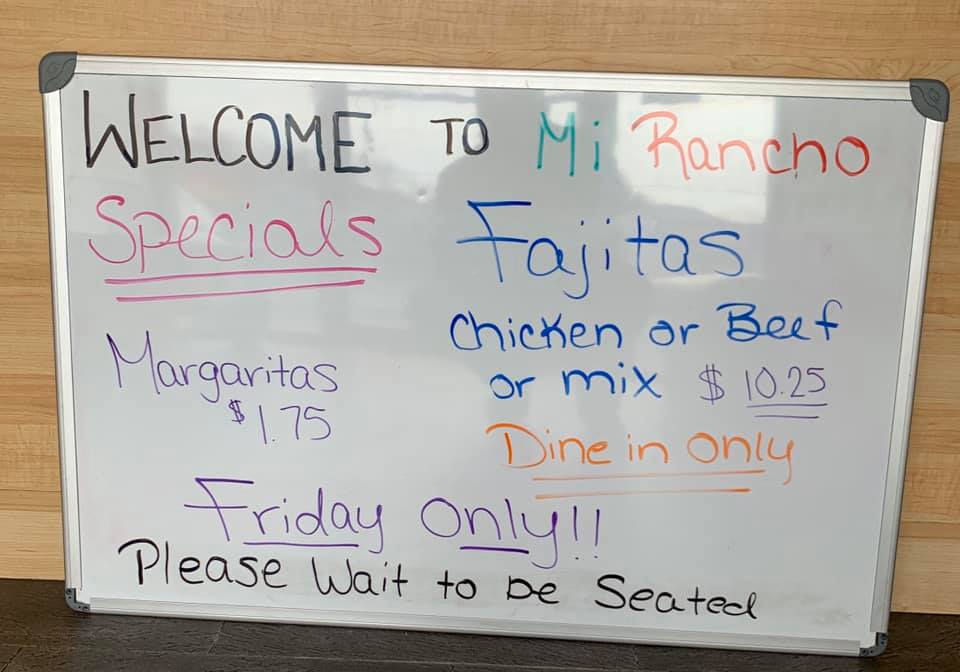 WELCOME TO Mi Rancho
Specials
Margaritas
$1.75
Fajitas
Chicken or Beef
or mix $10.25
Dine in Only
Friday Only!!
Please Wait to be Seated